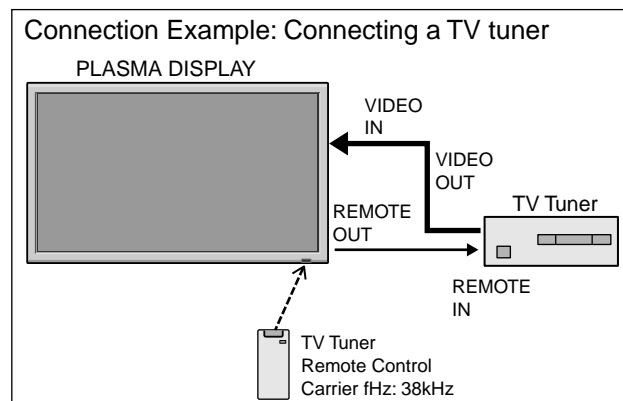 Connection Example: Connecting a TV tuner
PLASMA DISPLAY
VIDEO
IN
VIDEO
OUT
TV Tuner
REMOTE
OUT
REMOTE
IN
TV Tuner
Remote Control
Carrier fHz: 38kHz